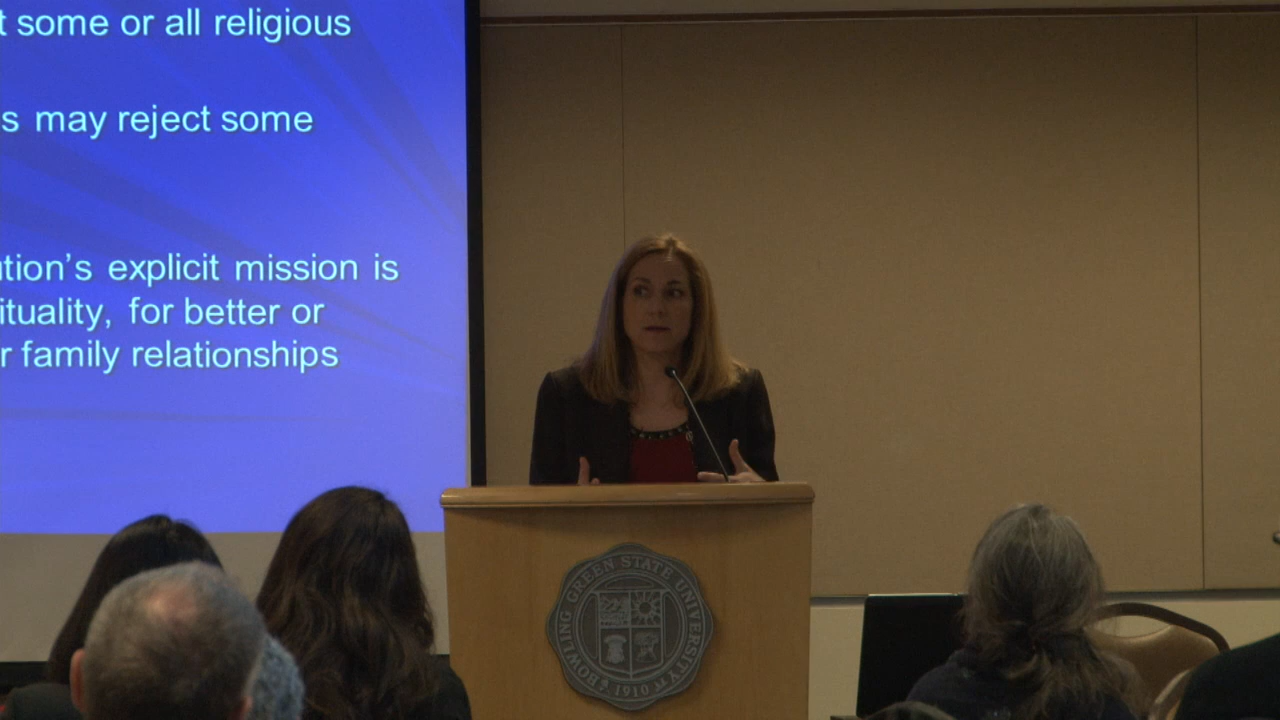 t some or all religious
s may reject some
ution's explicit mission is
ituality, for better or
r family relationships
BOWLING GREEN STATE UNIVERSITY
1910